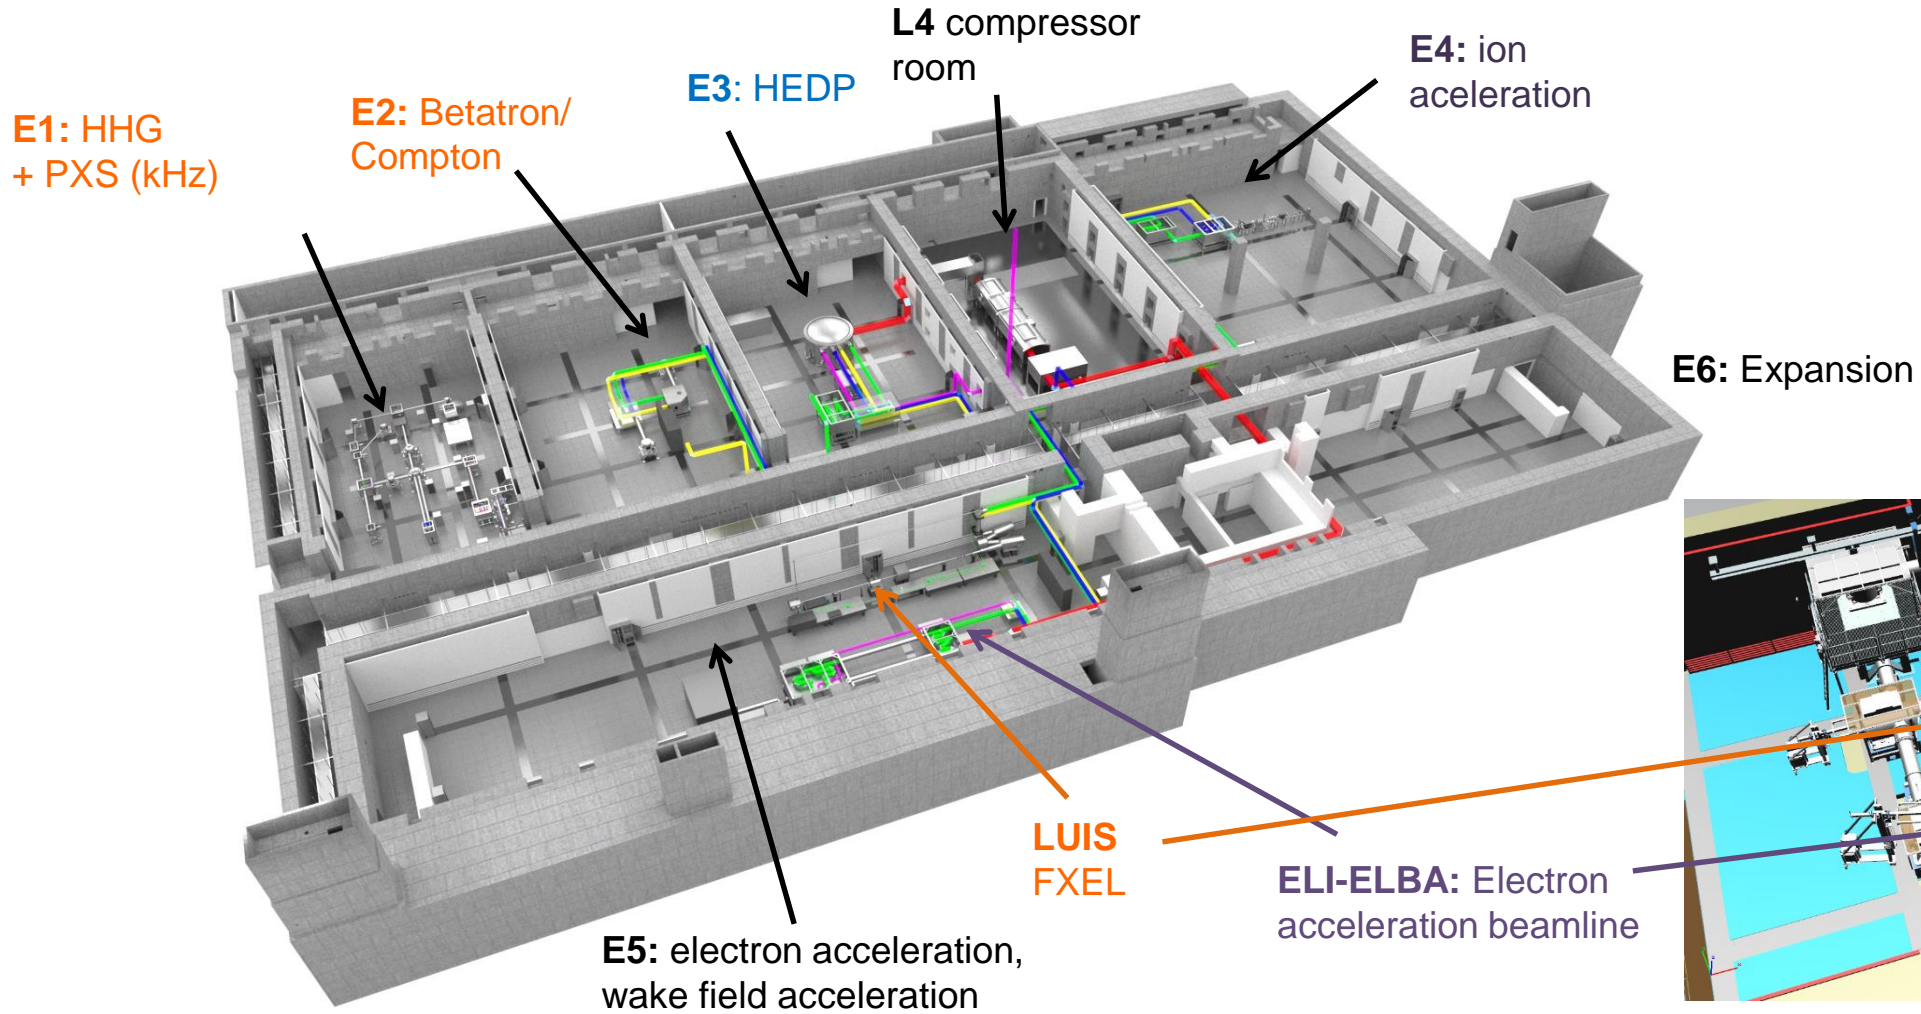 L4 compressor
room
E4: ion
aceleration
E3: HEDP
E2: Betatron/
Compton
E1: HHG
+ PXS (kHz)
E6: Expansion
LUIS
FXEL
ELI-ELBA: Electron
acceleration beamline
E5: electron acceleration,
wake field acceleration